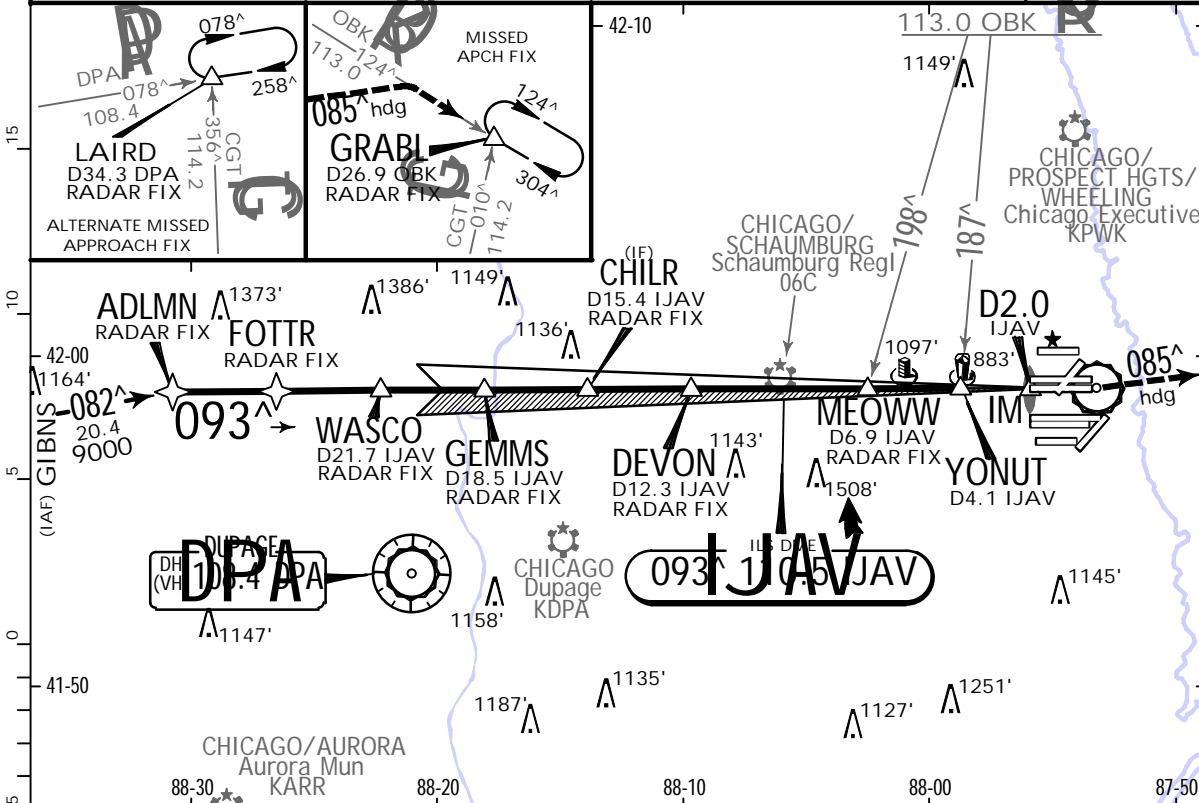 078^
DPA
078^
108.4
258^
356^
CGT
114.2
LAIRD
D34.3 DPA
RADAR FIX
ALTERNATE MISSED
APPROACH FIX
OBK
113.0
124^
MISSED
APCH FIX
085^ hdg
124^
GRABL
D26.9 OBK
RADAR FIX
304^
CGT
010^
114.2
42-10
113.0 OBK
1149'
198^
187^
CHICAGO/
PROSPECT HGTS/
WHEELING
Chicago Executive
KPWK
CHICAGO/
SCHAUMBURG
Schaumburg Regl
06C
15
10
5
0
5
42-00
41-50
1164'
(IAF) GIBNS
082^
20.4
9000
ADLMN
RADAR FIX
1373'
FOTTR
RADAR FIX
1386'
1149'
1136'
(IF)
CHILR
D15.4 IJAV
RADAR FIX
093^
WASCO
D21.7 IJAV
RADAR FIX
GEMMS
D18.5 IJAV
RADAR FIX
DEVON
D12.3 IJAV
RADAR FIX
1143'
MEOWW
D6.9 IJAV
RADAR FIX
1508'
1097'
883'
D2.0
IJAV
IM
YONUT
D4.1 IJAV
085^
hdg
DUPAGE
108.4 DPA
DPA
CHICAGO
Dupage
KDPA
ILS DME
093^ 110.5 IJAV
IJAV
1147'
1158'
1145'
1187'
1135'
1127'
1251'
CHICAGO/AURORA
Aurora Mun
KARR
88-30
88-20
88-10
88-00
87-50